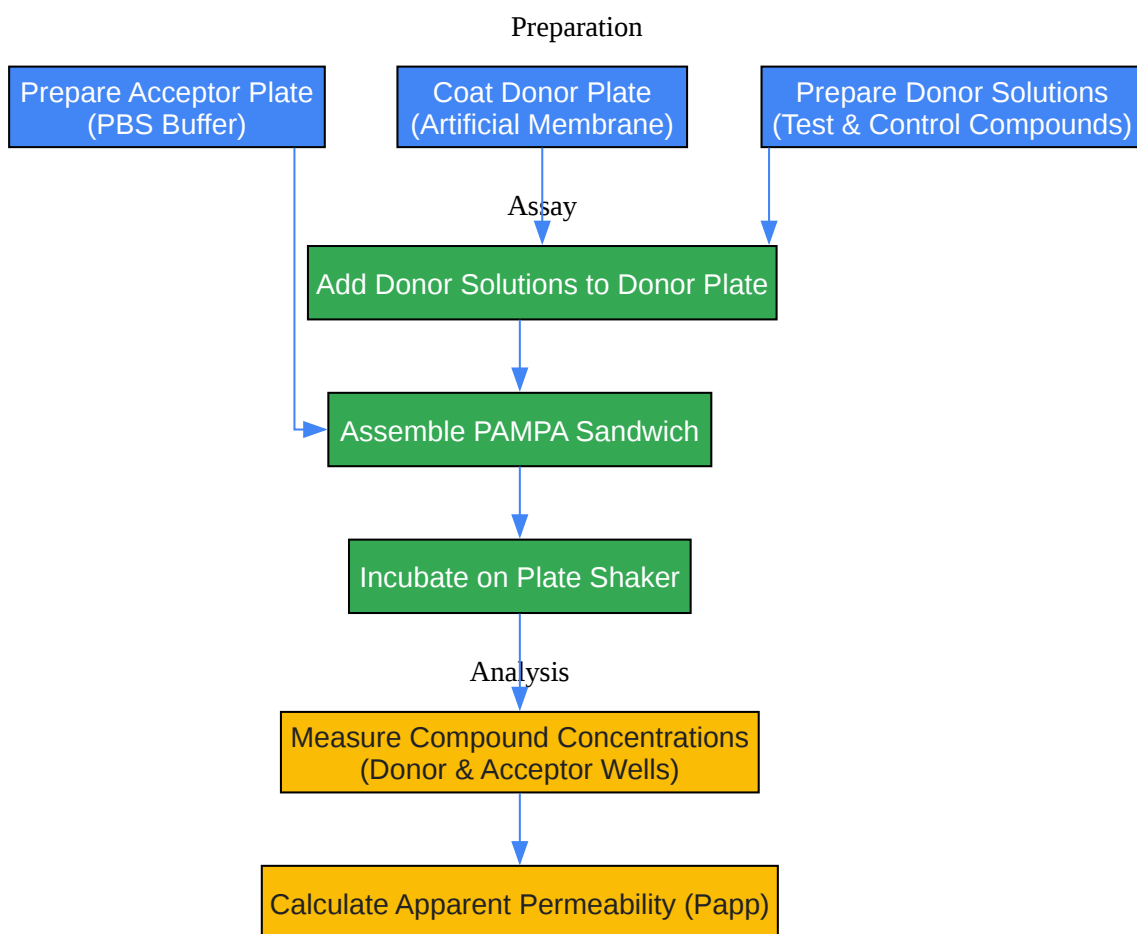 Preparation
Prepare Acceptor Plate
(PBS Buffer)
Coat Donor Plate
(Artificial Membrane)
Prepare Donor Solutions
(Test & Control Compounds)
Assay
Add Donor Solutions to Donor Plate
Assemble PAMPA Sandwich
Incubate on Plate Shaker
Analysis
Measure Compound Concentrations
(Donor & Acceptor Wells)
Calculate Apparent Permeability (Papp)